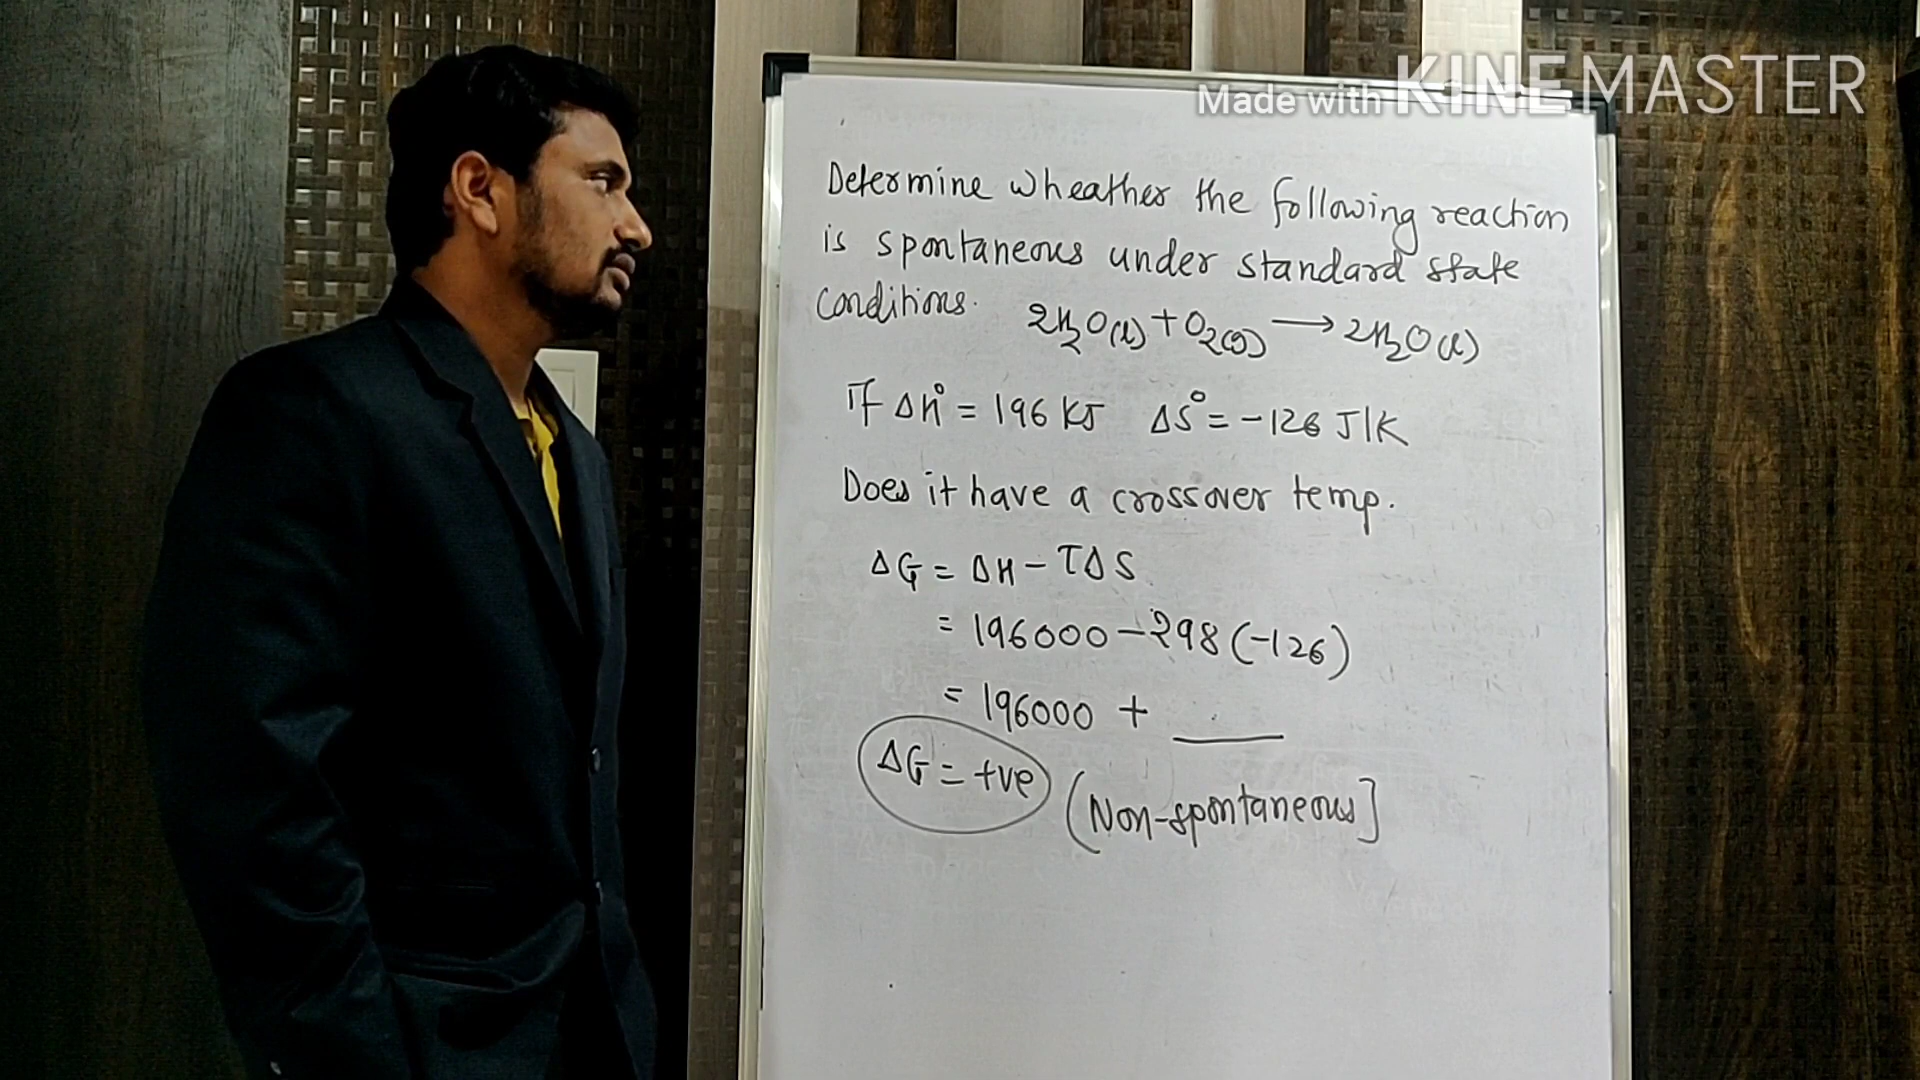 Made with KINEMASTER
Determine wheather the following reaction
is spontaneous under standard state
conditions. 2H2O(l) + O2(g) → 2H2O(l)
If ΔH° = 196 KJ ΔS° = -126 J/K
Does it have a crossover temp.
ΔG = ΔH - TΔS
= 196000 - 298 (-126)
= 196000 + ____
ΔG = +ve (Non-spontaneous]